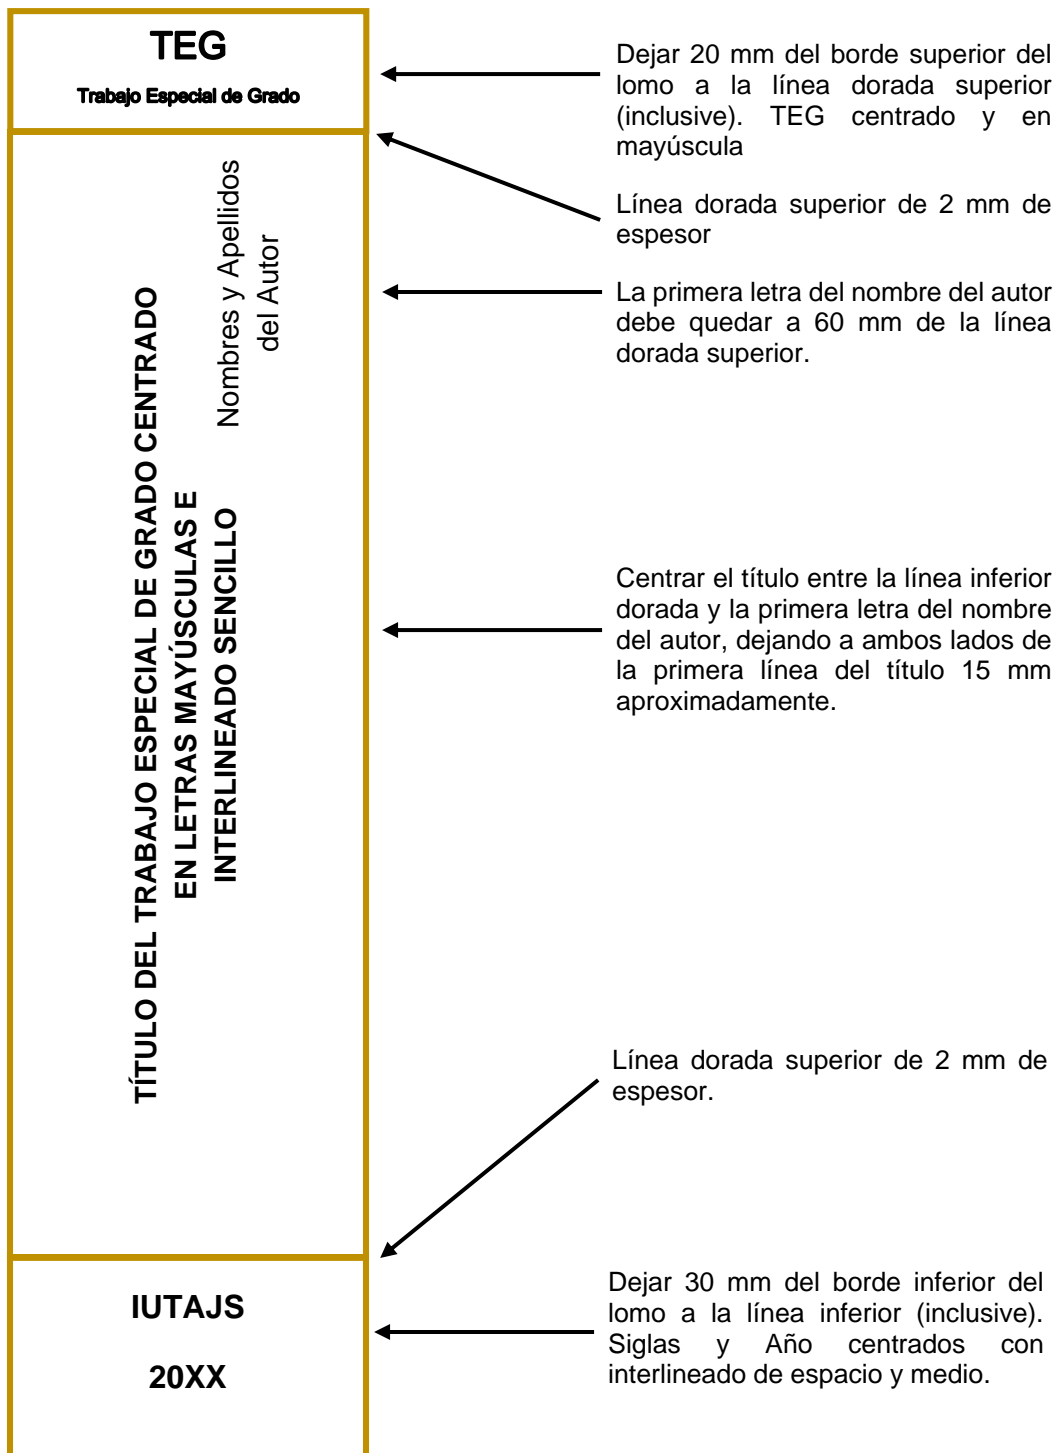 TEG
Trabajo Especial de Grado
Nombres y Apellidos
del Autor
TÍTULO DEL TRABAJO ESPECIAL DE GRADO CENTRADO
EN LETRAS MAYÚSCULAS E
INTERLINEADO SENCILLO
IUTAJS
20XX
Dejar 20 mm del borde superior del
lomo a la línea dorada superior
(inclusive). TEG centrado y en
mayúscula
Línea dorada superior de 2 mm de
espesor
La primera letra del nombre del autor
debe quedar a 60 mm de la línea
dorada superior.
Centrar el título entre la línea inferior
dorada y la primera letra del nombre
del autor, dejando a ambos lados de
la primera línea del título 15 mm
aproximadamente.
Línea dorada superior de 2 mm de
espesor.
Dejar 30 mm del borde inferior del
lomo a la línea inferior (inclusive).
Siglas y Año centrados con
interlineado de espacio y medio.